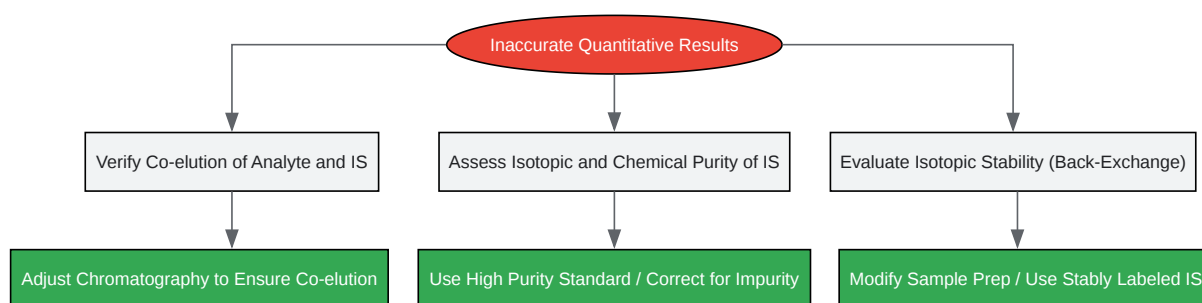 Inaccurate Quantitative Results
Verify Co-elution of Analyte and IS
Assess Isotopic and Chemical Purity of IS
Evaluate Isotopic Stability (Back-Exchange)
Adjust Chromatography to Ensure Co-elution
Use High Purity Standard / Correct for Impurity
Modify Sample Prep / Use Stably Labeled IS